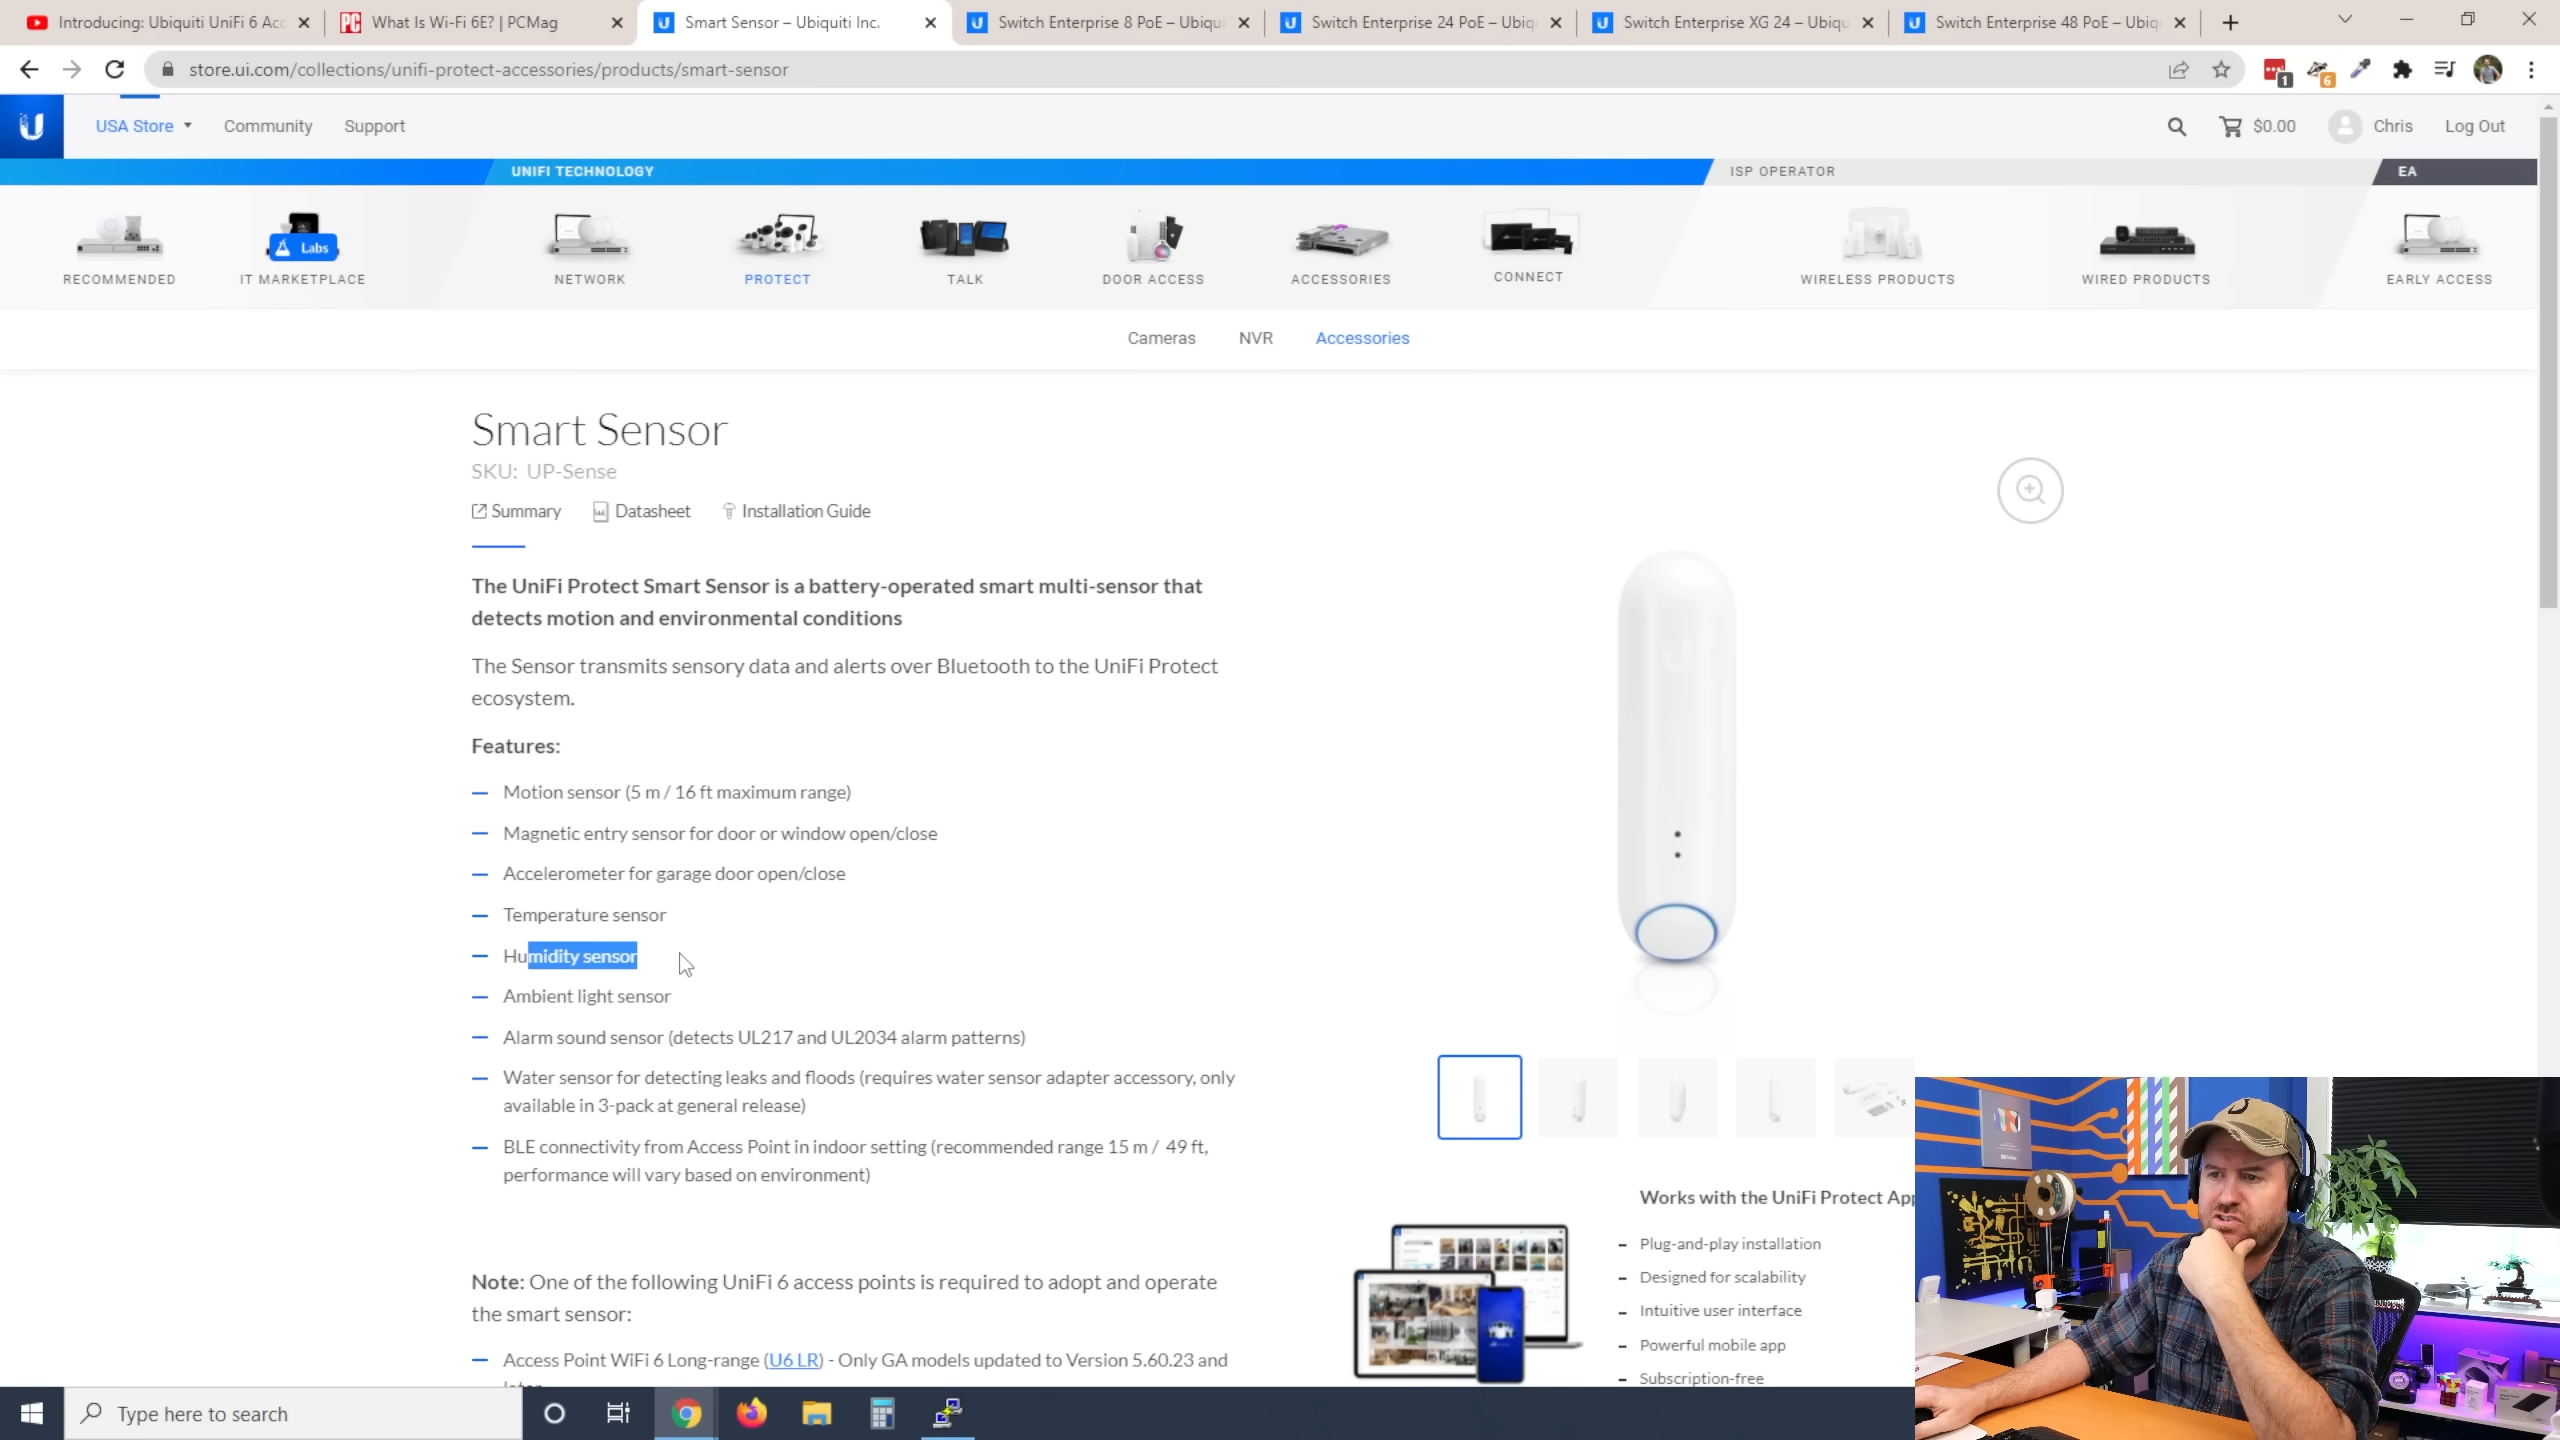 Introducing: Ubiquiti UniFi 6 Acc
What Is Wi-Fi 6E? | PCMag
Smart Sensor – Ubiquiti Inc.
Switch Enterprise 8 PoE – Ubiqui
Switch Enterprise 24 PoE – Ubiq
Switch Enterprise XG 24 – Ubiqu
Switch Enterprise 48 PoE – Ubiq
store.ui.com/collections/unifi-protect-accessories/products/smart-sensor
1
6
USA Store
Community
Support
$0.00
Chris
Log Out
UNIFI TECHNOLOGY
ISP OPERATOR
EA
Labs
RECOMMENDED
IT MARKETPLACE
NETWORK
PROTECT
TALK
DOOR ACCESS
ACCESSORIES
CONNECT
WIRELESS PRODUCTS
WIRED PRODUCTS
EARLY ACCESS
Cameras
NVR
Accessories
Smart Sensor
SKU: UP-Sense
Summary
Datasheet
Installation Guide
The UniFi Protect Smart Sensor is a battery-operated smart multi-sensor that
detects motion and environmental conditions
The Sensor transmits sensory data and alerts over Bluetooth to the UniFi Protect
ecosystem.
Features:
Motion sensor (5 m / 16 ft maximum range)
Magnetic entry sensor for door or window open/close
Accelerometer for garage door open/close
Temperature sensor
Humidity sensor
Ambient light sensor
Alarm sound sensor (detects UL217 and UL2034 alarm patterns)
Water sensor for detecting leaks and floods (requires water sensor adapter accessory, only
available in 3-pack at general release)
BLE connectivity from Access Point in indoor setting (recommended range 15 m / 49 ft,
performance will vary based on environment)
Note: One of the following UniFi 6 access points is required to adopt and operate
the smart sensor:
Access Point WiFi 6 Long-range (U6 LR) - Only GA models updated to Version 5.60.23 and
later
Works with the UniFi Protect App
Plug-and-play installation
Designed for scalability
Intuitive user interface
Powerful mobile app
Subscription-free
Type here to search